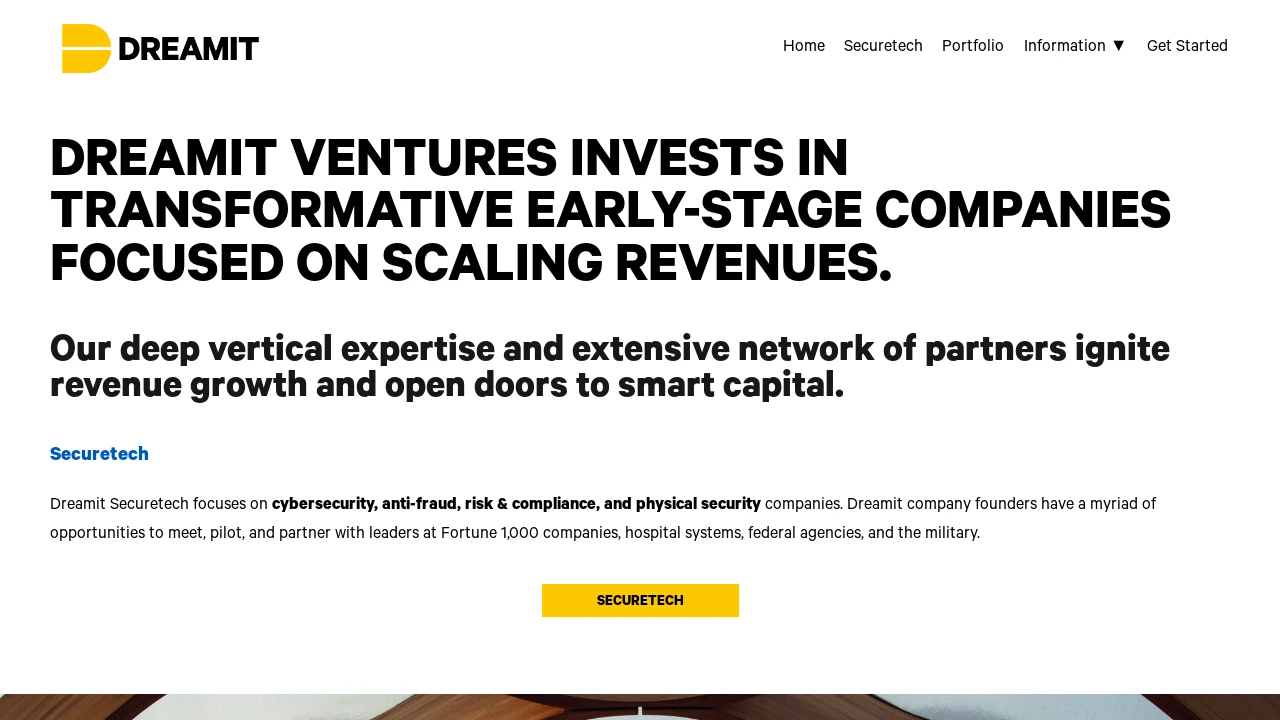 DREAMIT
Home Securetech Portfolio Information ▼ Get Started
DREAMIT VENTURES INVESTS IN
TRANSFORMATIVE EARLY-STAGE COMPANIES
FOCUSED ON SCALING REVENUES.
Our deep vertical expertise and extensive network of partners ignite
revenue growth and open doors to smart capital.
Securetech
Dreamit Securetech focuses on cybersecurity, anti-fraud, risk & compliance, and physical security companies. Dreamit company founders have a myriad of
opportunities to meet, pilot, and partner with leaders at Fortune 1,000 companies, hospital systems, federal agencies, and the military.
SECURETECH